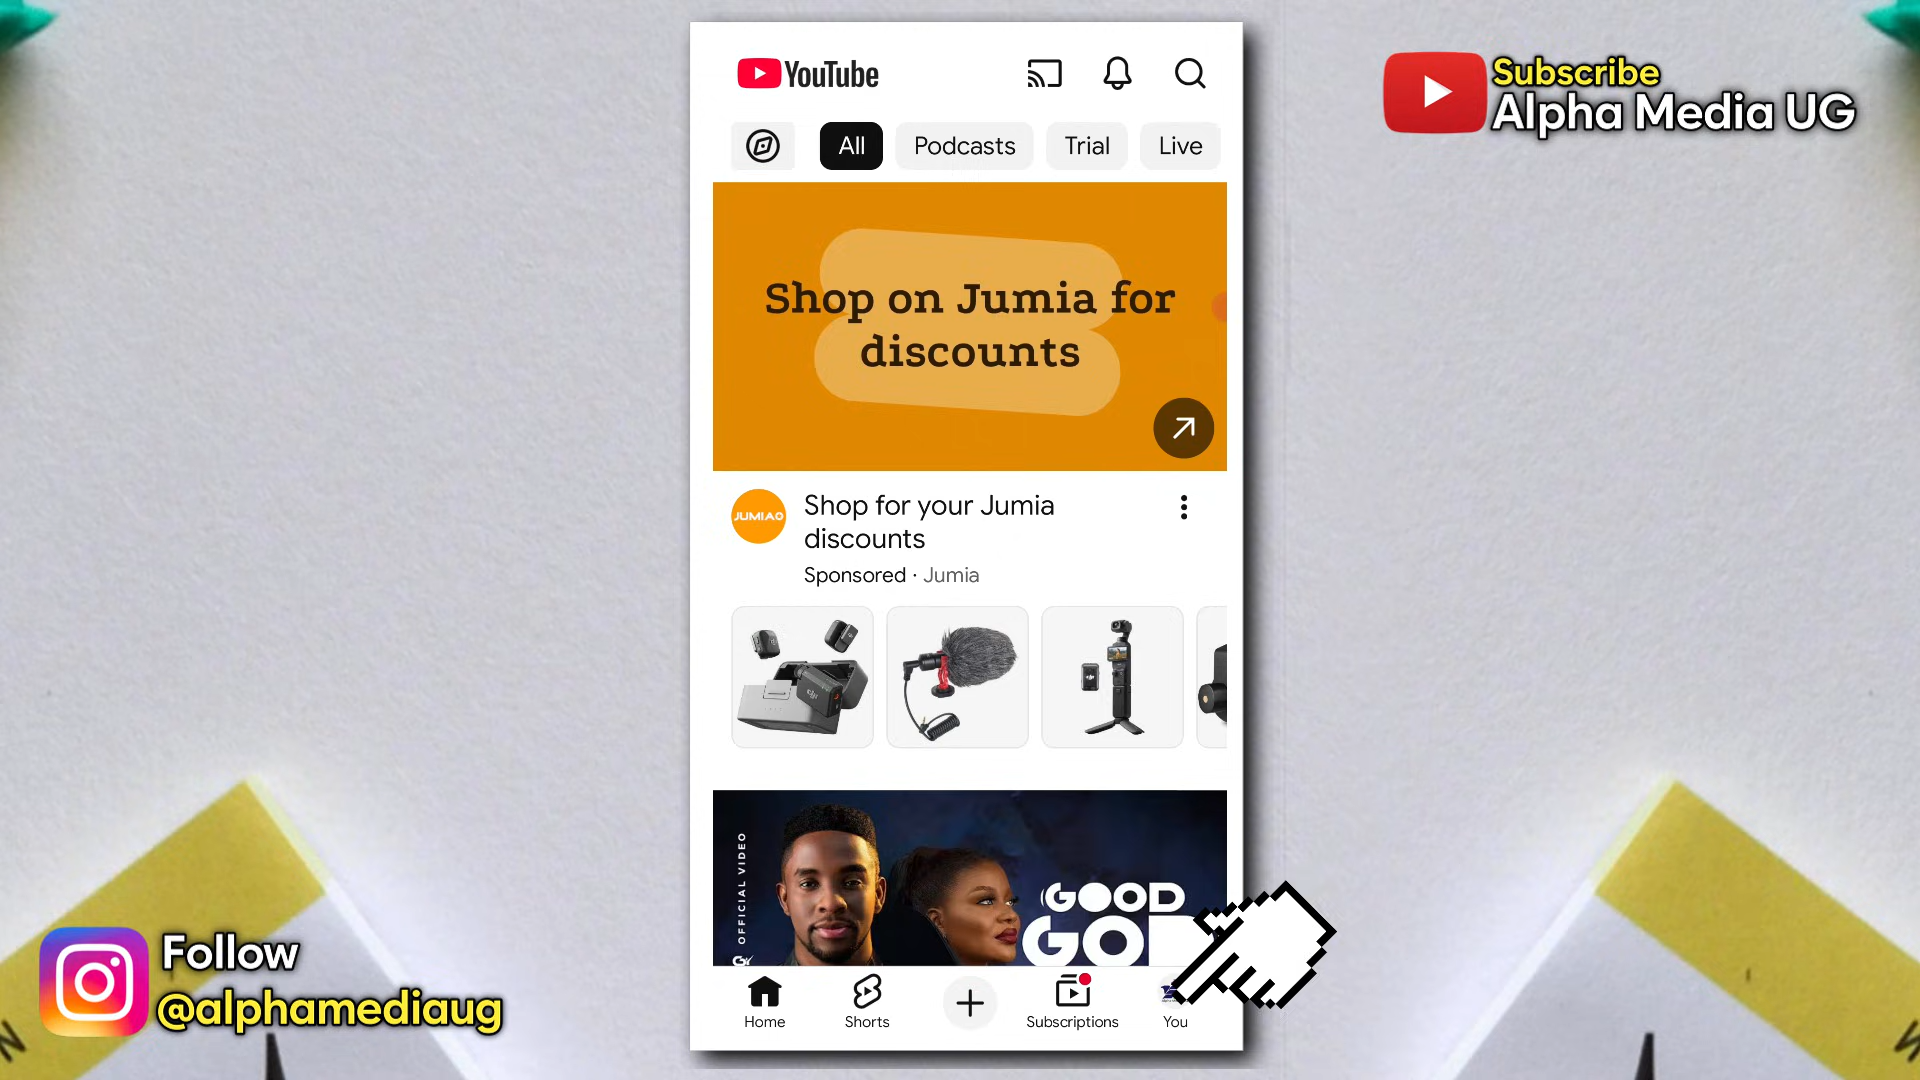 YouTube
All
Podcasts
Trial
Live
Shop on Jumia for
discounts
JUMIA
Shop for your Jumia
discounts
Sponsored · Jumia
OFFICIAL VIDEO
GOOD
Home
Shorts
Subscriptions
You
Subscribe
Alpha Media UG
Follow
@alphamediaug
N